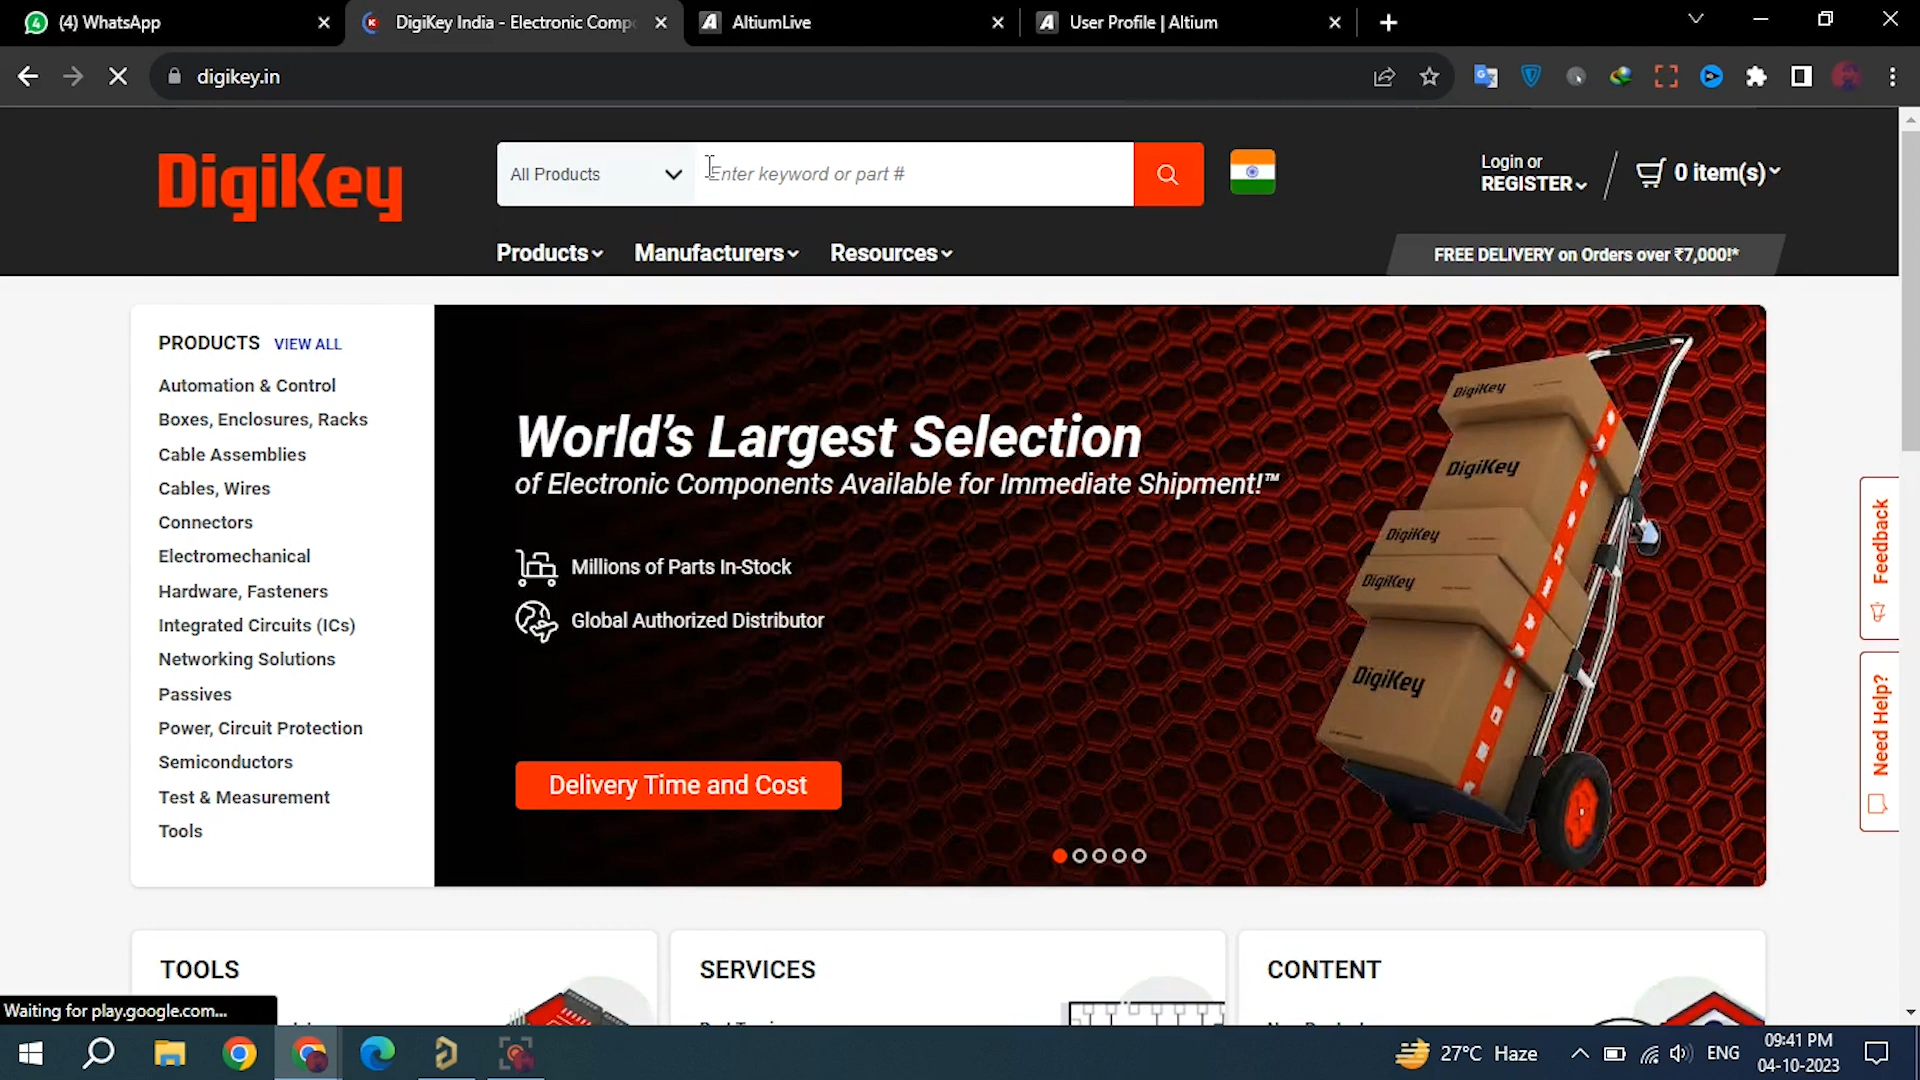 (4) WhatsApp
DigiKey India - Electronic Comp
AltiumLive
User Profile | Altium
digikey.in
DigiKey
All Products
Enter keyword or part #
Login or
REGISTER
0 item(s)
Products
Manufacturers
Resources
FREE DELIVERY on Orders over ₹7,000!*
PRODUCTS VIEW ALL
Automation & Control
Boxes, Enclosures, Racks
Cable Assemblies
Cables, Wires
Connectors
Electromechanical
Hardware, Fasteners
Integrated Circuits (ICs)
Networking Solutions
Passives
Power, Circuit Protection
Semiconductors
Test & Measurement
Tools
World's Largest Selection
of Electronic Components Available for Immediate Shipment!™
Millions of Parts In-Stock
Global Authorized Distributor
Delivery Time and Cost
DigiKey
DigiKey
DigiKey
DigiKey
DigiKey
Feedback
Need Help?
TOOLS
SERVICES
CONTENT
Waiting for play.google.com...
27°C Haze
ENG
09:41 PM
04-10-2023